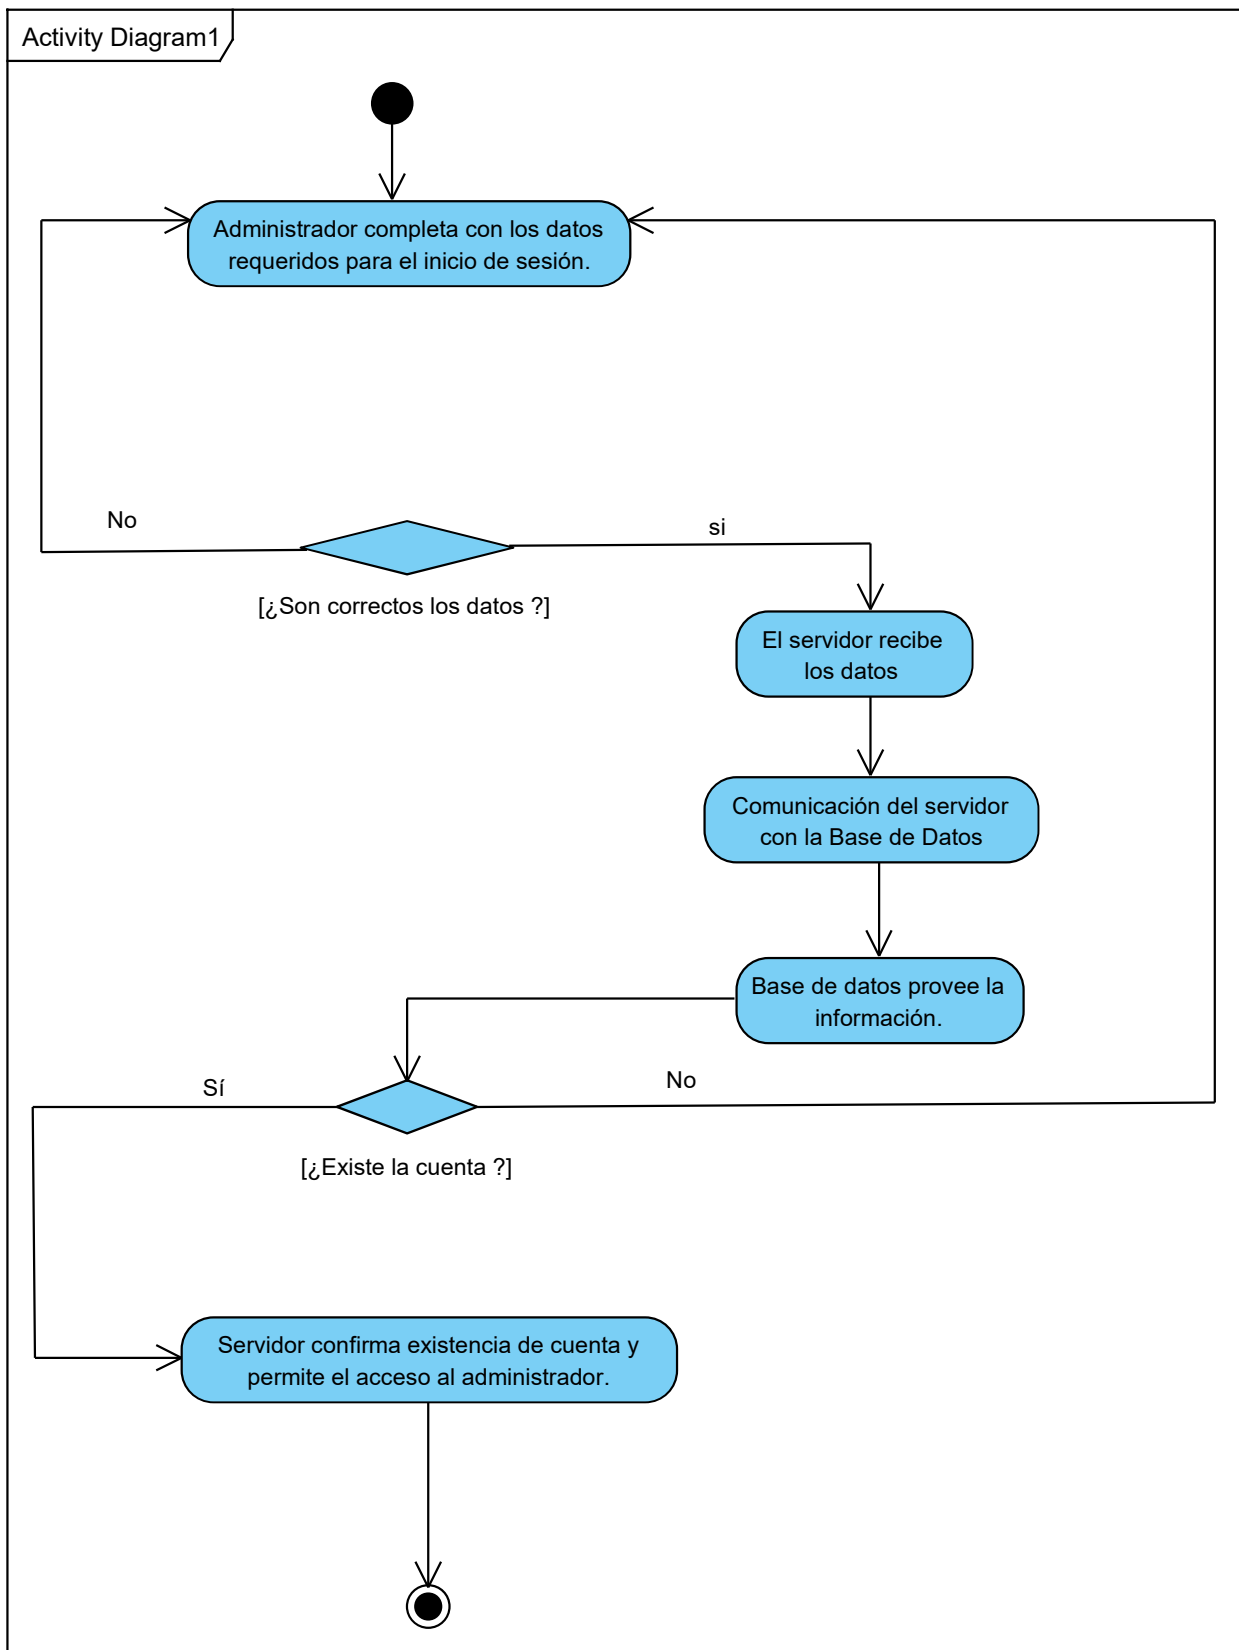 Activity Diagram1
Administrador completa con los datos
requeridos para el inicio de sesión.
No
si
[¿Son correctos los datos ?]
El servidor recibe
los datos
Comunicación del servidor
con la Base de Datos
Base de datos provee la
información.
Sí
No
[¿Existe la cuenta ?]
Servidor confirma existencia de cuenta y
permite el acceso al administrador.